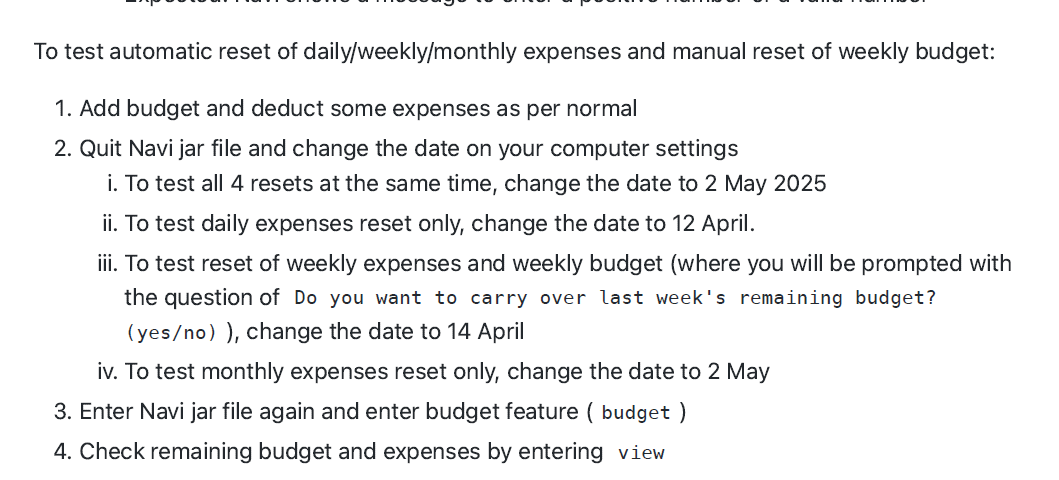 To test automatic reset of daily/weekly/monthly expenses and manual reset of weekly budget:
1. Add budget and deduct some expenses as per normal
2. Quit Navi jar file and change the date on your computer settings
i. To test all 4 resets at the same time, change the date to 2 May 2025
ii. To test daily expenses reset only, change the date to 12 April.
iii. To test reset of weekly expenses and weekly budget (where you will be prompted with
the question of Do you want to carry over last week's remaining budget?
(yes/no) ), change the date to 14 April
iv. To test monthly expenses reset only, change the date to 2 May
3. Enter Navi jar file again and enter budget feature ( budget )
4. Check remaining budget and expenses by entering view